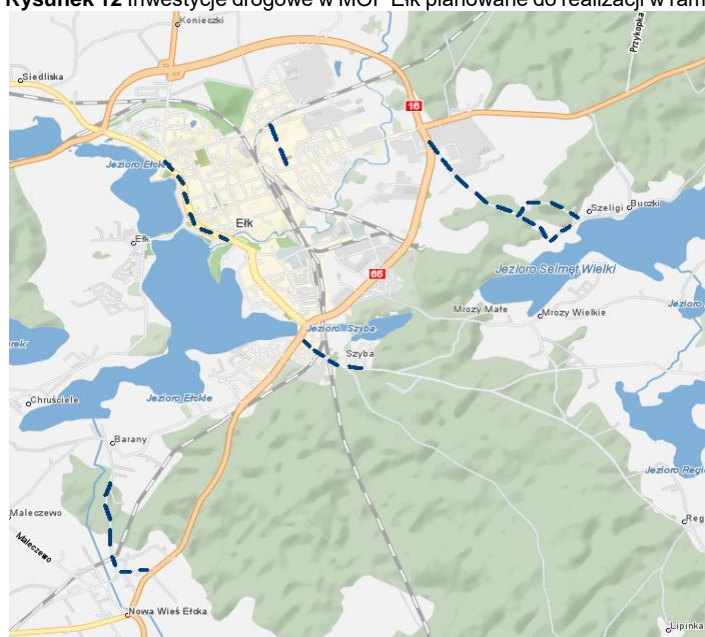 Rysunek 12 Inwestycje drogowe w MOF Ełk planowane do realizacji w ram
Konieczki
Przykopka
Siedliska
16
Jezioro Ełckie
Szeligi
Buczki
Ełk
Ełk
Jezioro Selmęt Wielki
65
Jezioro
Mrozy Małe
Mrozy Wielkie
Jezioro Szyba
Szyba
Chruściele
Jezioro Ełckie
Barany
Jezioro Regie
Maleczewo
Reg
Maleczewo
Nowa Wieś Ełcka
Lipinka